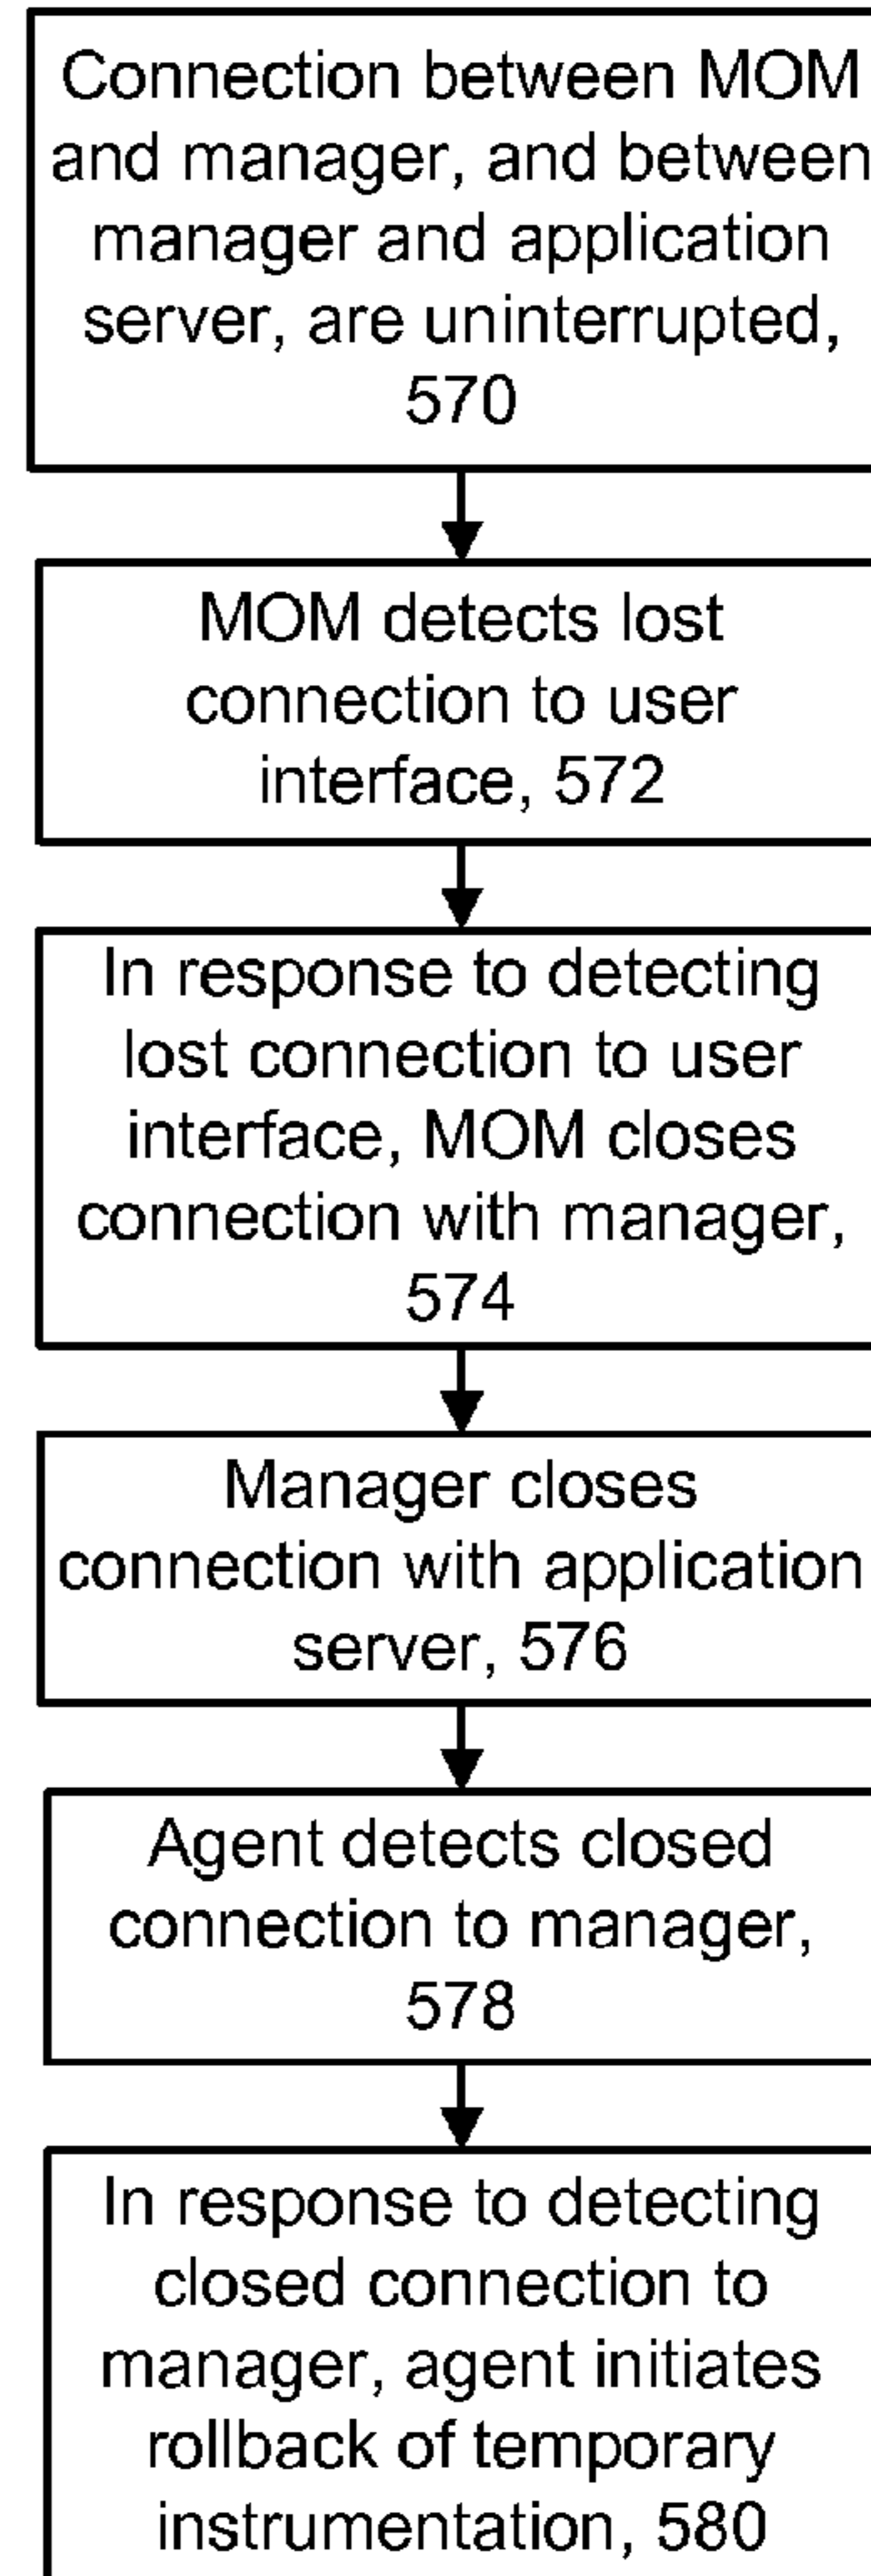 Connection between MOM
and manager, and between
manager and application
server, are uninterrupted,
570
MOM detects lost
connection to user
interface, 572
In response to detecting
lost connection to user
interface, MOM closes
connection with manager,
574
Manager closes
connection with application
server, 576
Agent detects closed
connection to manager,
578
In response to detecting
closed connection to
manager, agent initiates
rollback of temporary
instrumentation, 580